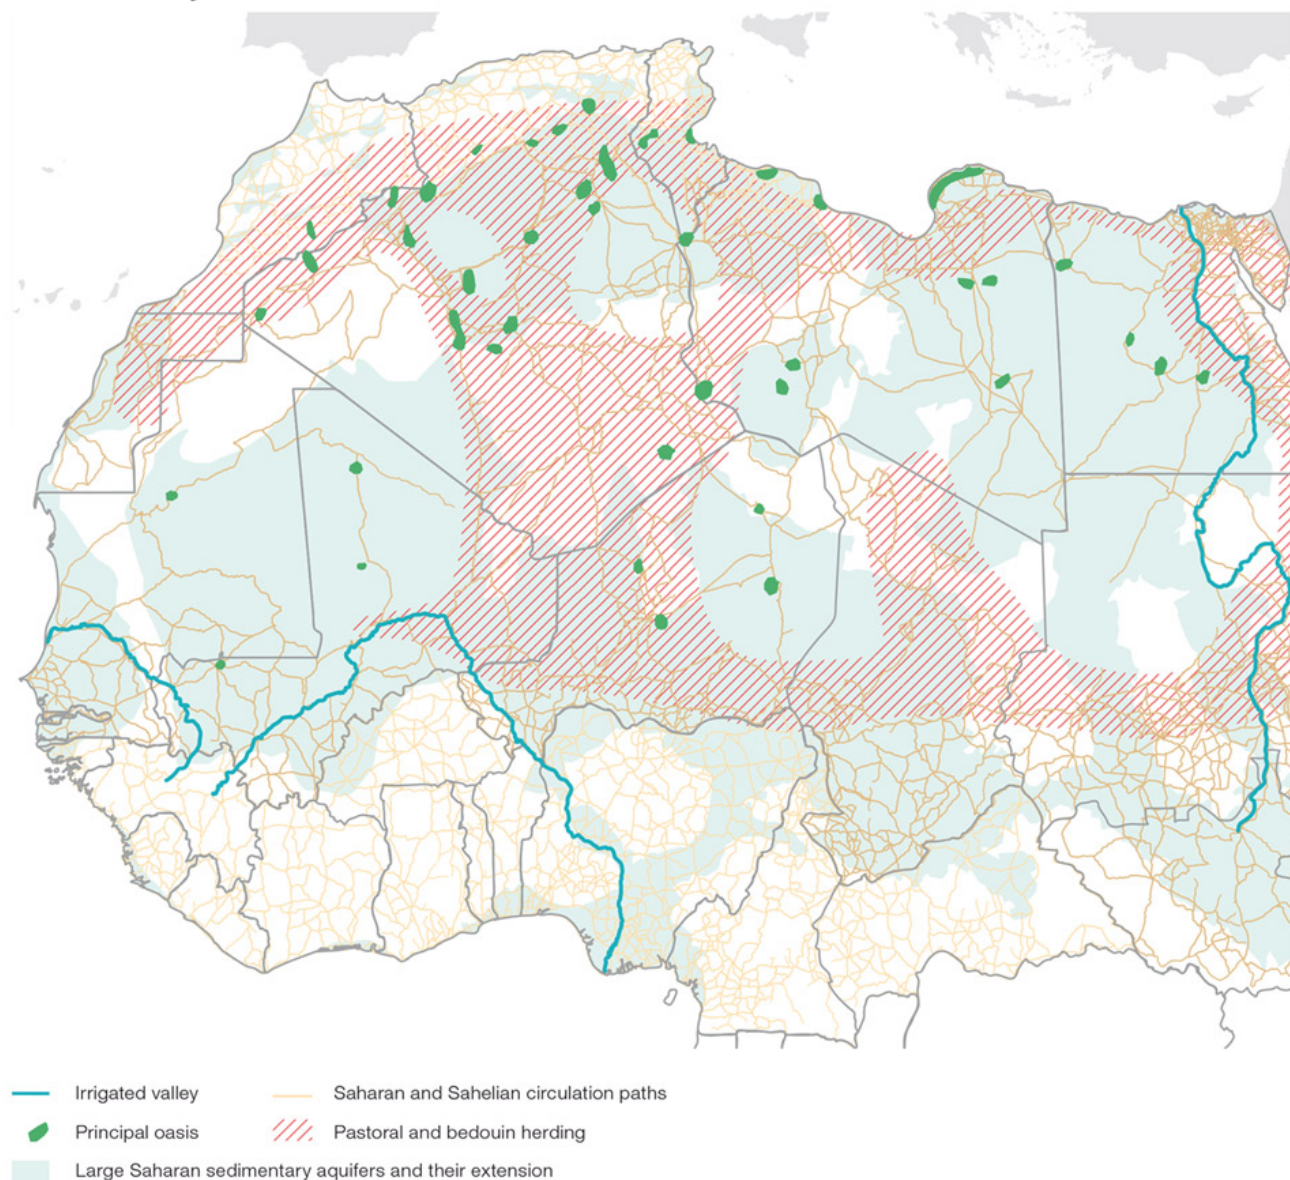 Irrigated valley
Saharan and Sahelian circulation paths
Principal oasis
Pastoral and bedouin herding
Large Saharan sedimentary aquifers and their extension